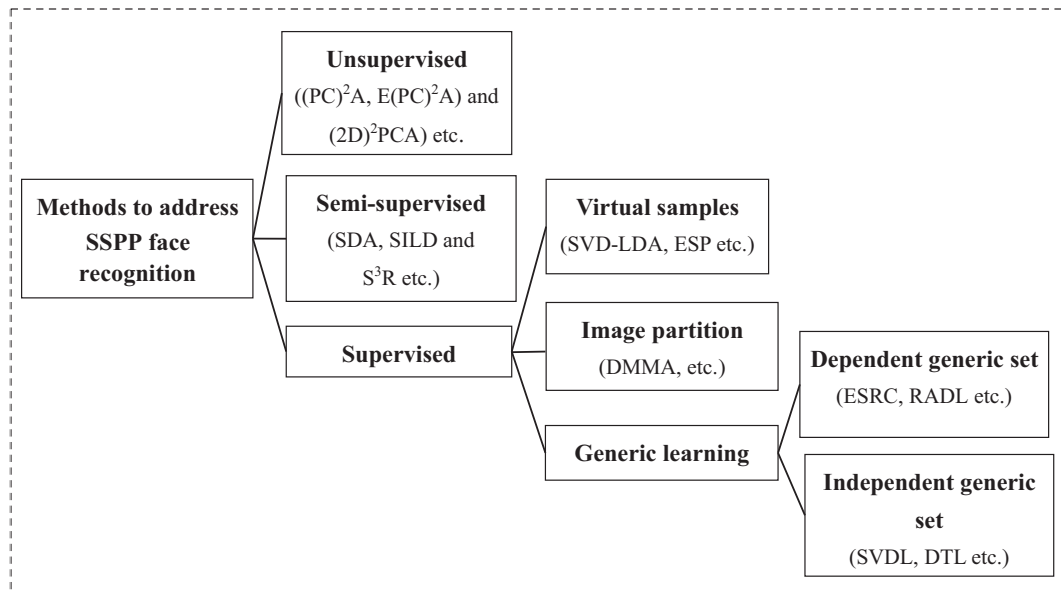 Methods to address
SSPP face
recognition
Unsupervised
((PC)²A, E(PC)²A) and
(2D)²PCA) etc.
Semi-supervised
(SDA, SILD and
S³R etc.)
Supervised
Virtual samples
(SVD-LDA, ESP etc.)
Image partition
(DMMA, etc.)
Generic learning
Dependent generic set
(ESRC, RADL etc.)
Independent generic
set
(SVDL, DTL etc.)